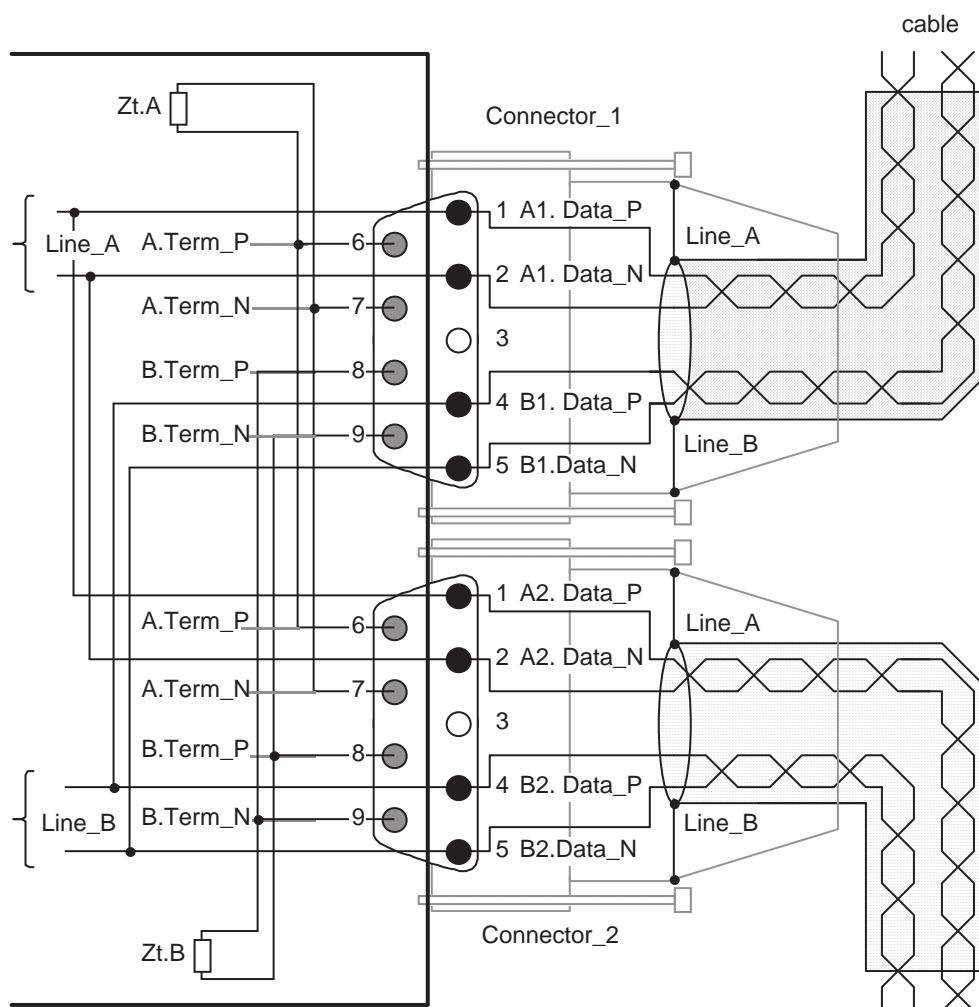 cable
Zt.A
Connector_1
1 A1. Data_P
Line_A
A.Term_P
6
Line_A
2 A1. Data_N
A.Term_N
7
3
B.Term_P
8
4 B1. Data_P
B.Term_N
9
Line_B
5 B1.Data_N
1 A2. Data_P
A.Term_P
6
Line_A
2 A2. Data_N
A.Term_N
7
3
B.Term_P
8
4 B2. Data_P
Line_B
B.Term_N
9
Line_B
5 B2.Data_N
Connector_2
Zt.B